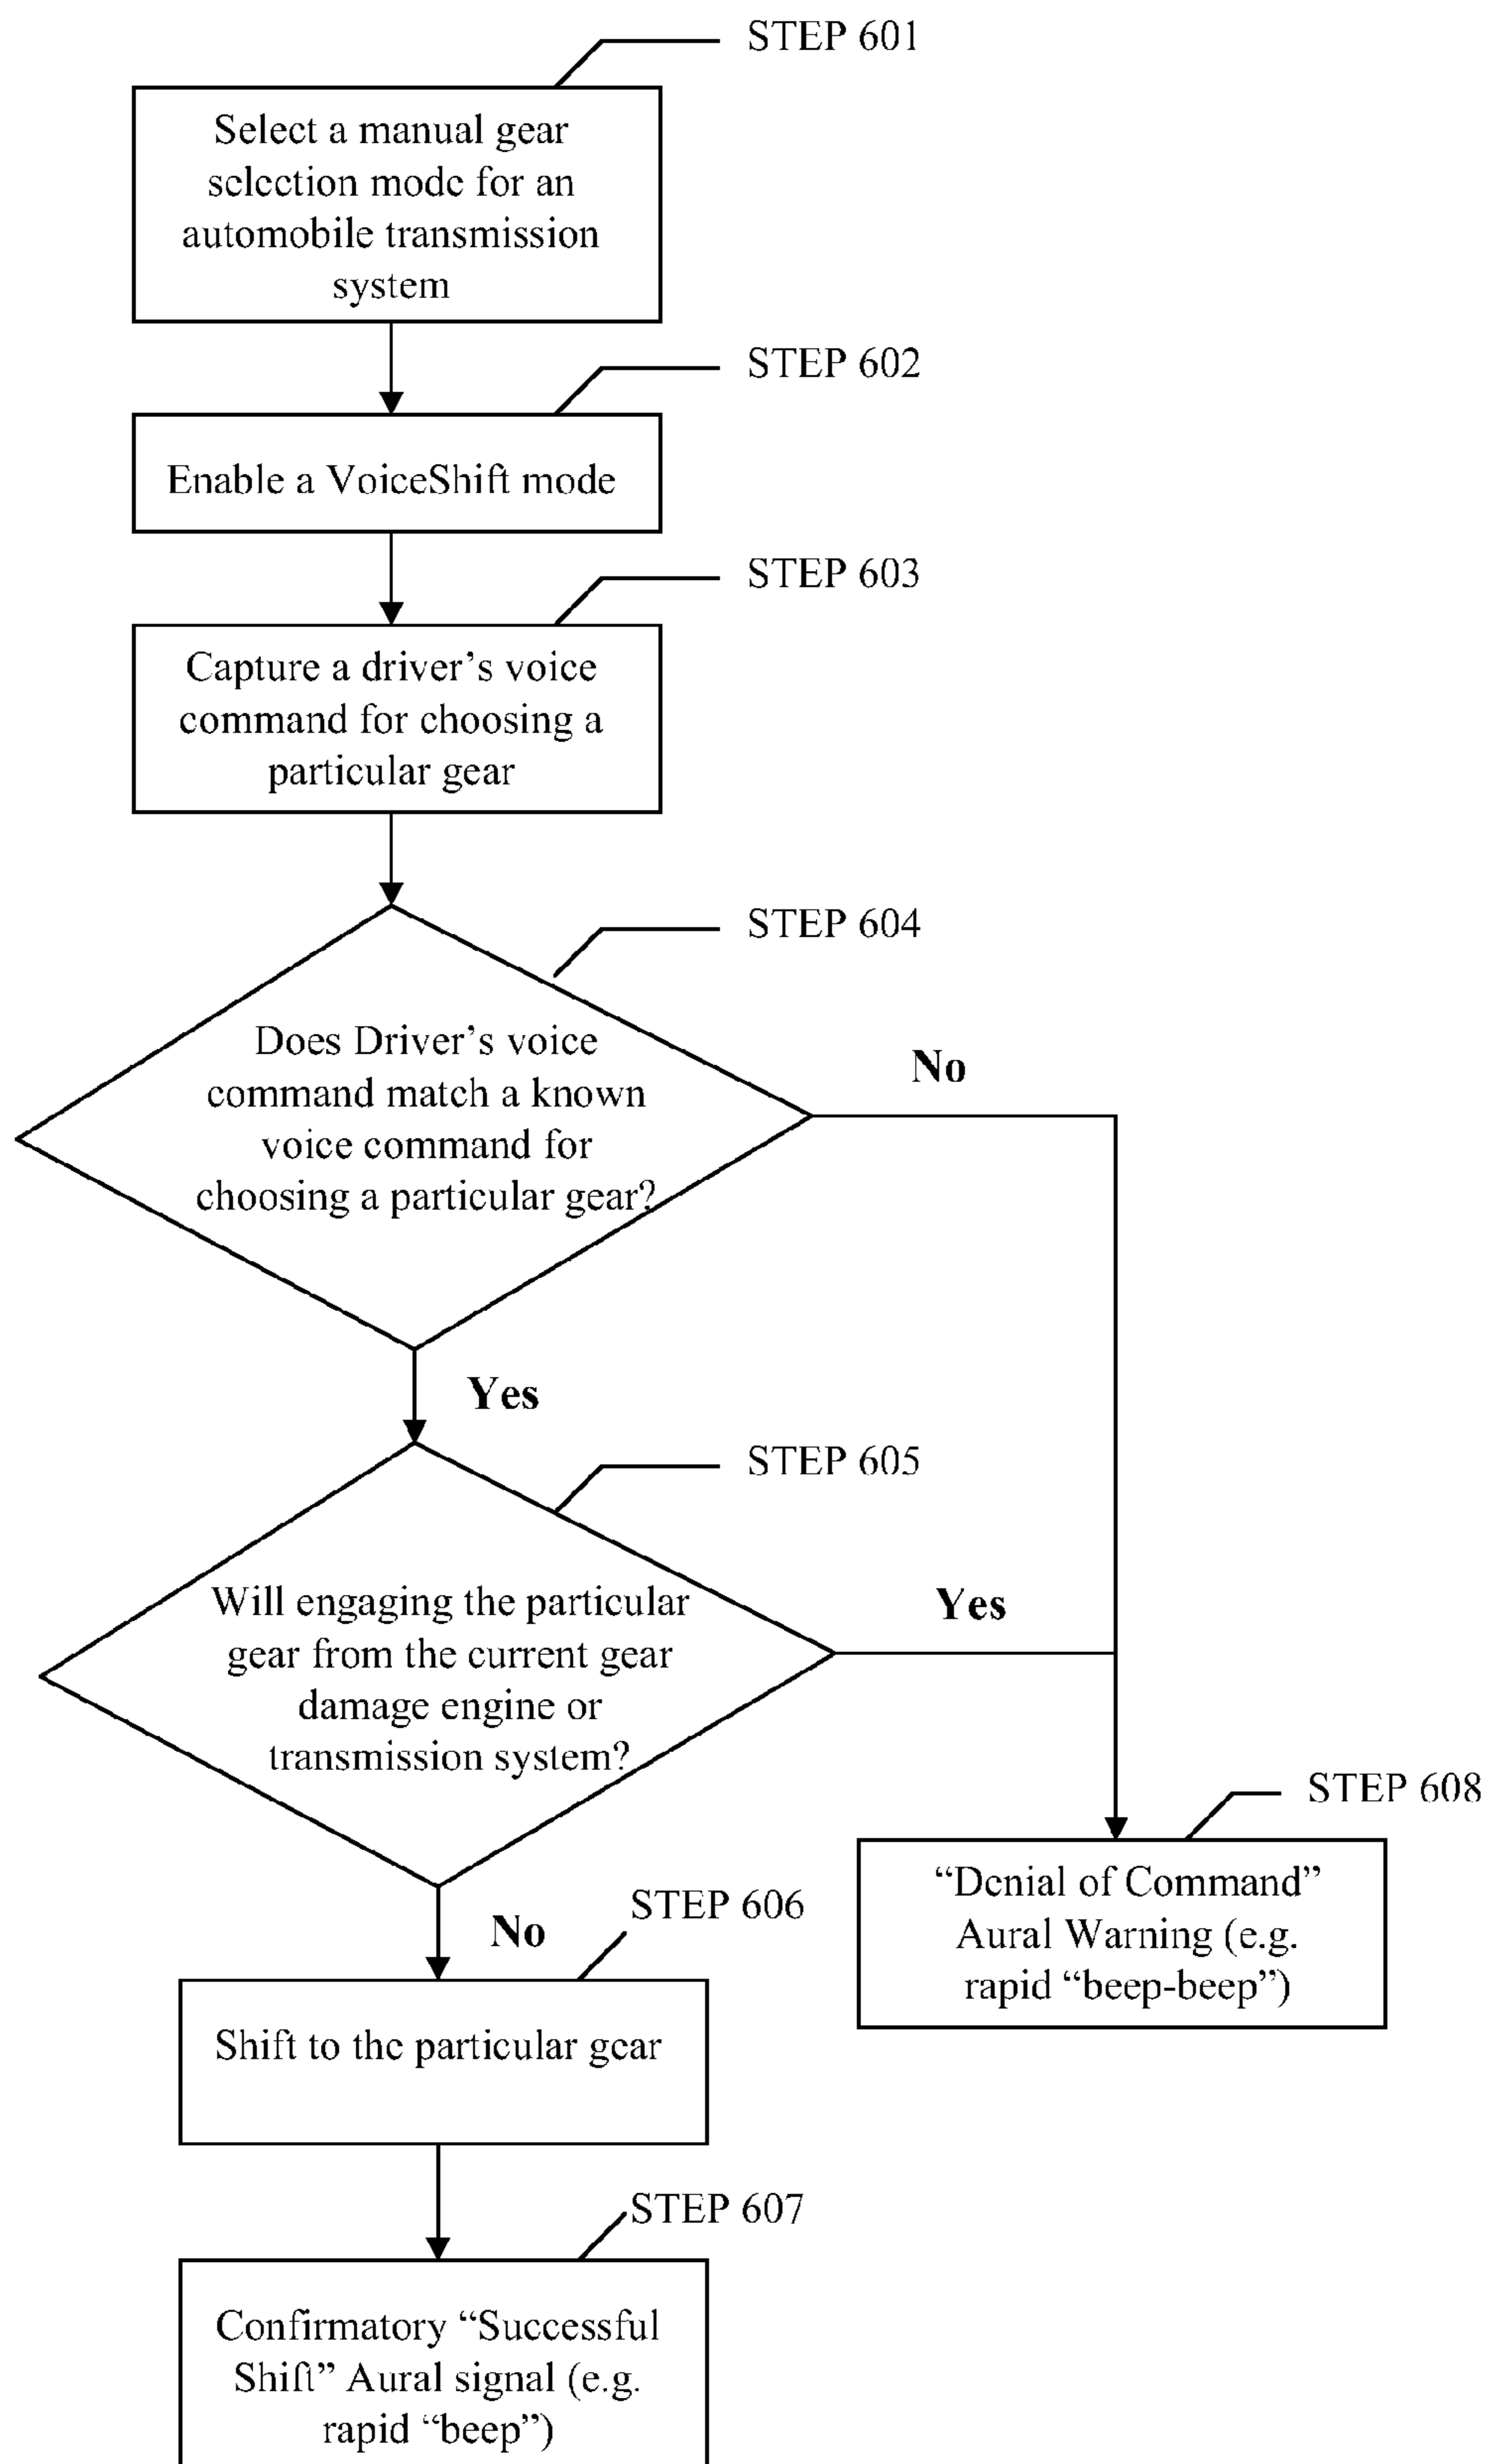 STEP 601
Select a manual gear
selection mode for an
automobile transmission
system
STEP 602
Enable a VoiceShift mode
STEP 603
Capture a driver’s voice
command for choosing a
particular gear
STEP 604
Does Driver’s voice
command match a known
voice command for
choosing a particular gear?
No
Yes
STEP 605
Will engaging the particular
gear from the current gear
damage engine or
transmission system?
Yes
STEP 608
“Denial of Command”
Aural Warning (e.g.
rapid “beep-beep”)
No
STEP 606
Shift to the particular gear
STEP 607
Confirmatory “Successful
Shift” Aural signal (e.g.
rapid “beep”)